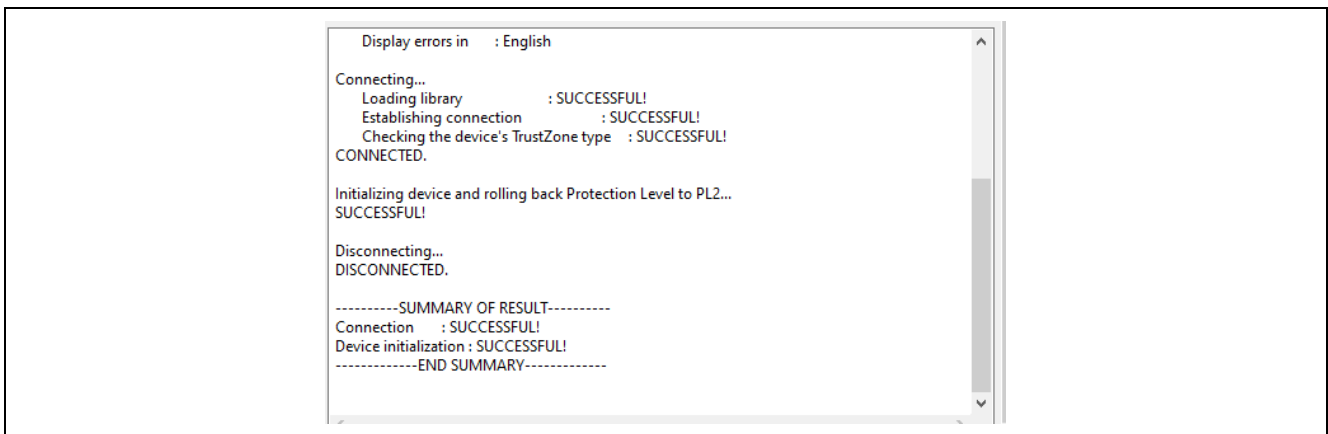 Display errors in : English
Connecting...
Loading library : SUCCESSFUL!
Establishing connection : SUCCESSFUL!
Checking the device's TrustZone type : SUCCESSFUL!
CONNECTED.
Initializing device and rolling back Protection Level to PL2...
SUCCESSFUL!
Disconnecting...
DISCONNECTED.
----------SUMMARY OF RESULT----------
Connection : SUCCESSFUL!
Device initialization : SUCCESSFUL!
-------------END SUMMARY-------------